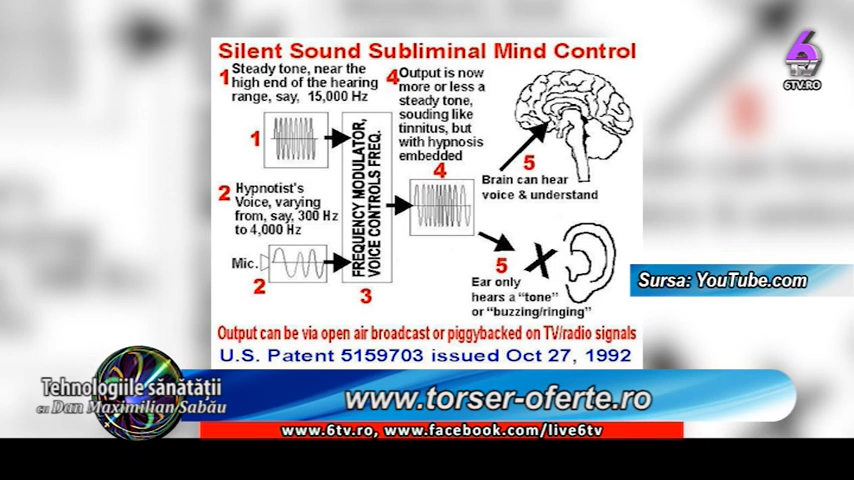 Silent Sound Subliminal Mind Control
1 Steady tone, near the
high end of the hearing
range, say, 15,000 Hz
4 Output is now
more or less a
steady tone,
souding like
tinnitus, but
with hypnosis
embedded
1
2 Hypnotist's
Voice, varying
from, say, 300 Hz
to 4,000 Hz
Mic.
2
FREQUENCY MODULATOR,
VOICE CONTROLS FREQ.
3
4
5
Brain can hear
voice & understand
5
X
Ear only
hears a "tone"
or "buzzing/ringing"
Output can be via open air broadcast or piggybacked on TV/radio signals
U.S. Patent 5159703 issued Oct 27, 1992
6
TV
6TV.RO
Sursa: YouTube.com
Tehnologiile sănătății
cu Dan Maximilian Sabău
www.torser-oferte.ro
www.6tv.ro, www.facebook.com/live6tv